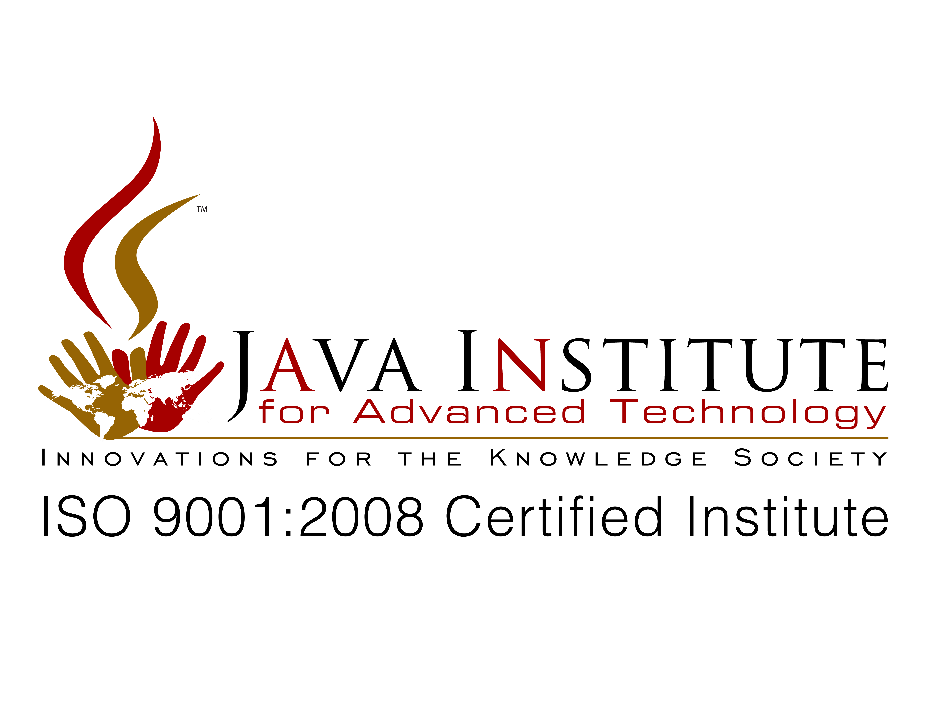 TM
JAVA INSTITUTE
for Advanced Technology
INNOVATIONS FOR THE KNOWLEDGE SOCIETY
ISO 9001:2008 Certified Institute